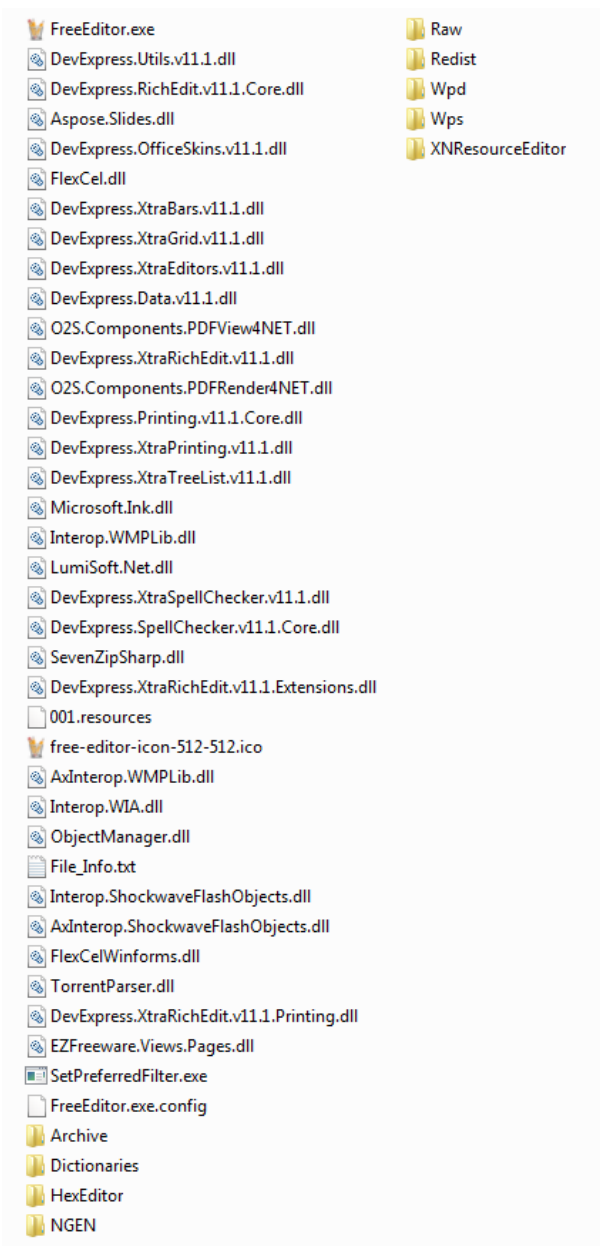 FreeEditor.exe
DevExpress.Utils.v11.1.dll
DevExpress.RichEdit.v11.1.Core.dll
Aspose.Slides.dll
DevExpress.OfficeSkins.v11.1.dll
FlexCel.dll
DevExpress.XtraBars.v11.1.dll
DevExpress.XtraGrid.v11.1.dll
DevExpress.XtraEditors.v11.1.dll
DevExpress.Data.v11.1.dll
O2S.Components.PDFView4NET.dll
DevExpress.XtraRichEdit.v11.1.dll
O2S.Components.PDFRender4NET.dll
DevExpress.Printing.v11.1.Core.dll
DevExpress.XtraPrinting.v11.1.dll
DevExpress.XtraTreeList.v11.1.dll
Microsoft.Ink.dll
Interop.WMPLib.dll
LumiSoft.Net.dll
DevExpress.XtraSpellChecker.v11.1.dll
DevExpress.SpellChecker.v11.1.Core.dll
SevenZipSharp.dll
DevExpress.XtraRichEdit.v11.1.Extensions.dll
001.resources
free-editor-icon-512-512.ico
AxInterop.WMPLib.dll
Interop.WIA.dll
ObjectManager.dll
File_Info.txt
Interop.ShockwaveFlashObjects.dll
AxInterop.ShockwaveFlashObjects.dll
FlexCelWinforms.dll
TorrentParser.dll
DevExpress.XtraRichEdit.v11.1.Printing.dll
EZFreeware.Views.Pages.dll
SetPreferredFilter.exe
FreeEditor.exe.config
Archive
Dictionaries
HexEditor
NGEN
Raw
Redist
Wpd
Wps
XNResourceEditor